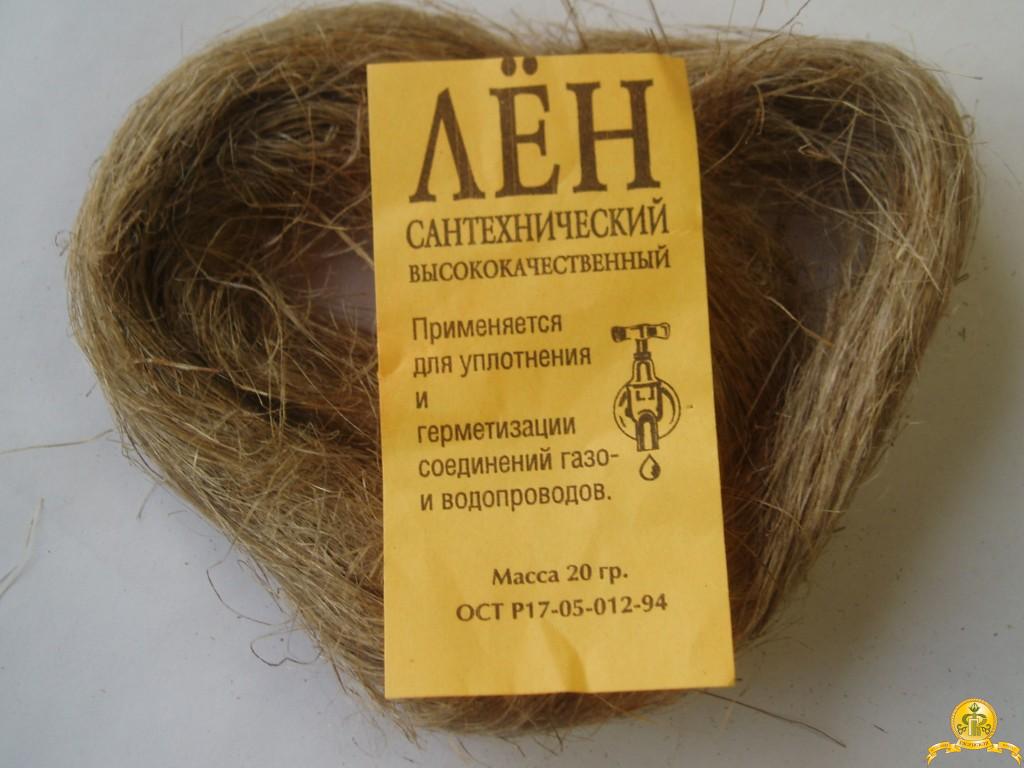 ЛЁН
САНТЕХНИЧЕСКИЙ
ВЫСОКОКАЧЕСТВЕННЫЙ
Применяется
для уплотнения
и
герметизации
соединений газо-
и водопроводов.
Масса 20 гр.
ОСТ Р17-05-012-94